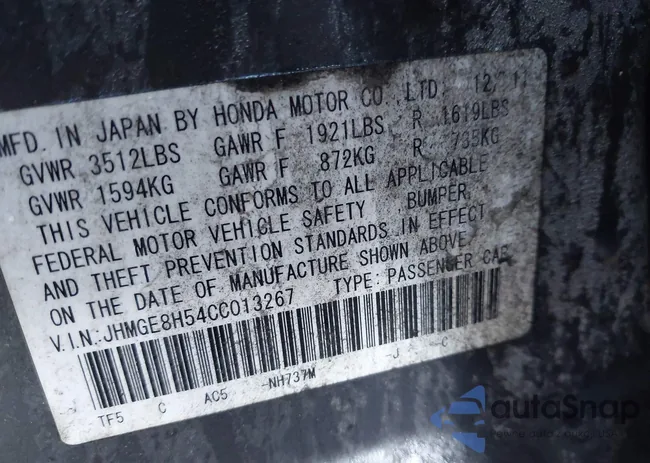 MFD. IN JAPAN BY HONDA MOTOR CO.,LTD. 12/11
GVWR 3512LBS GAWR F 1921LBS R 1619LBS
GVWR 1594KG GAWR F 872KG R 735KG
THIS VEHICLE CONFORMS TO ALL APPLICABLE
FEDERAL MOTOR VEHICLE SAFETY BUMPER
AND THEFT PREVENTION STANDARDS IN EFFECT
ON THE DATE OF MANUFACTURE SHOWN ABOVE.
V.I.N.:JHMGE8H54CC013267 TYPE: PASSENGER CAR
TF5 C AC5 -NH737M -J -C
autoSnap